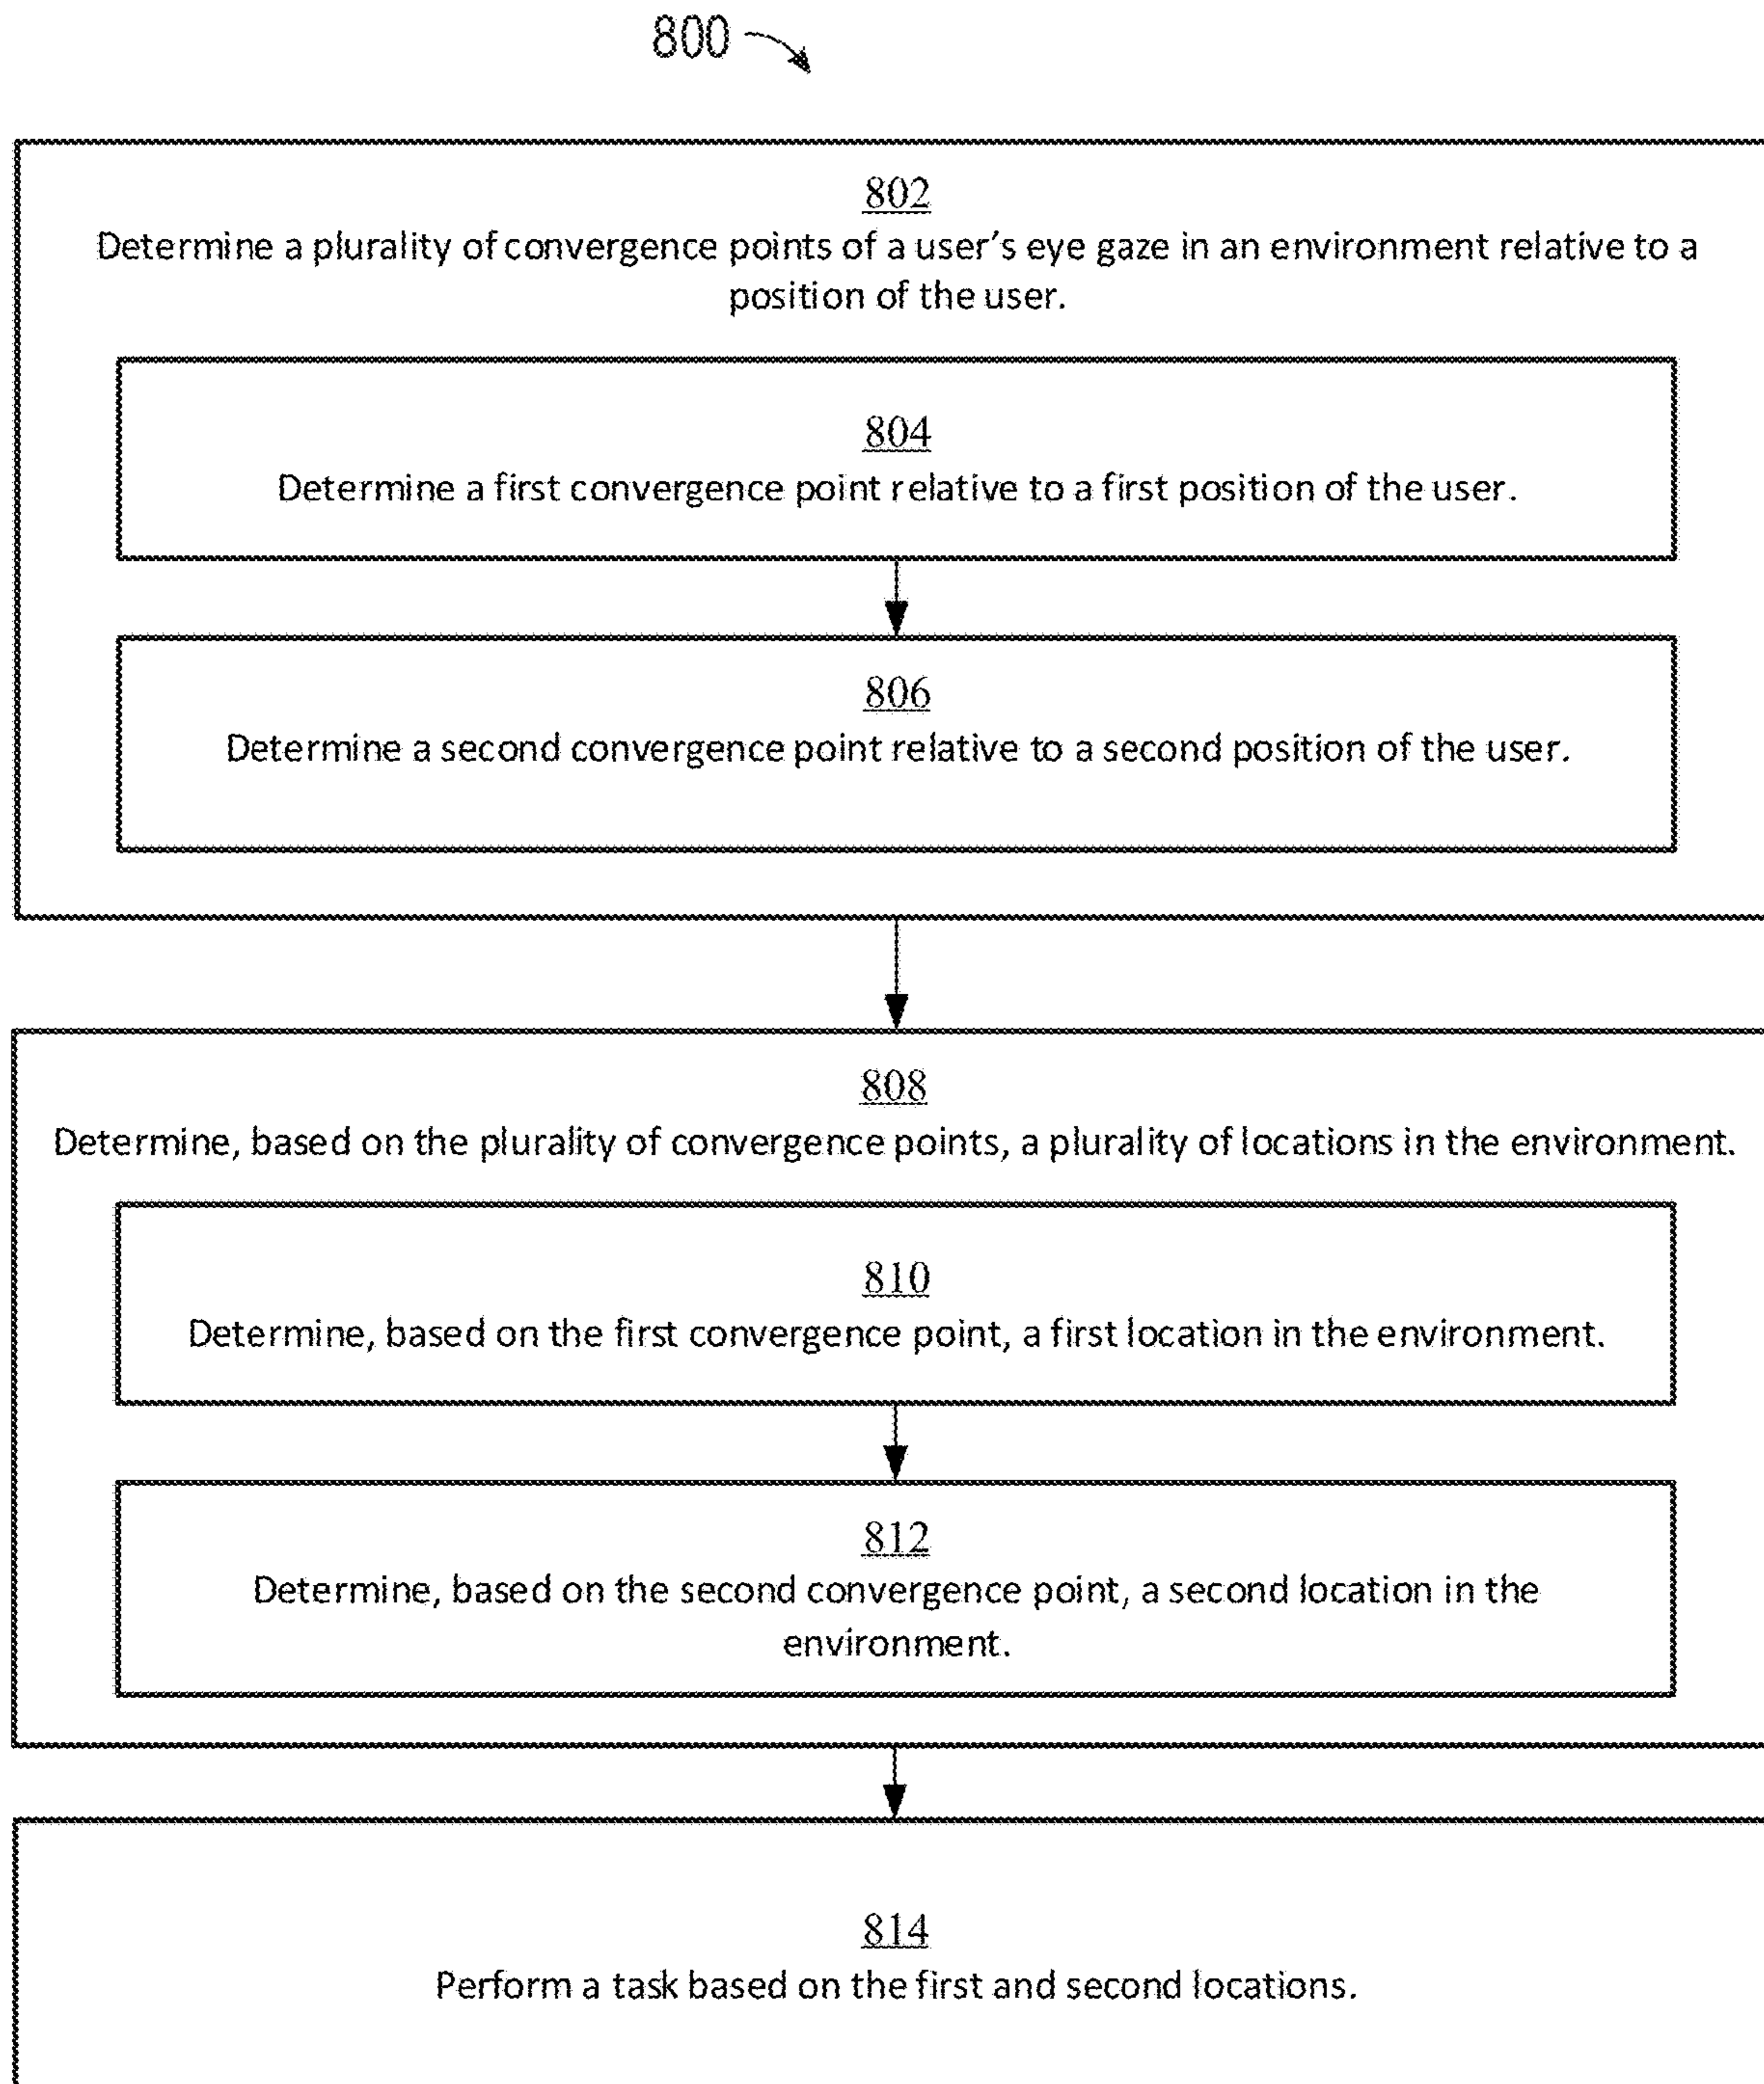 800
802
Determine a plurality of convergence points of a user's eye gaze in an environment relative to a
position of the user.
804
Determine a first convergence point relative to a first position of the user.
806
Determine a second convergence point relative to a second position of the user.
808
Determine, based on the plurality of convergence points, a plurality of locations in the environment.
810
Determine, based on the first convergence point, a first location in the environment.
812
Determine, based on the second convergence point, a second location in the
environment.
814
Perform a task based on the first and second locations.